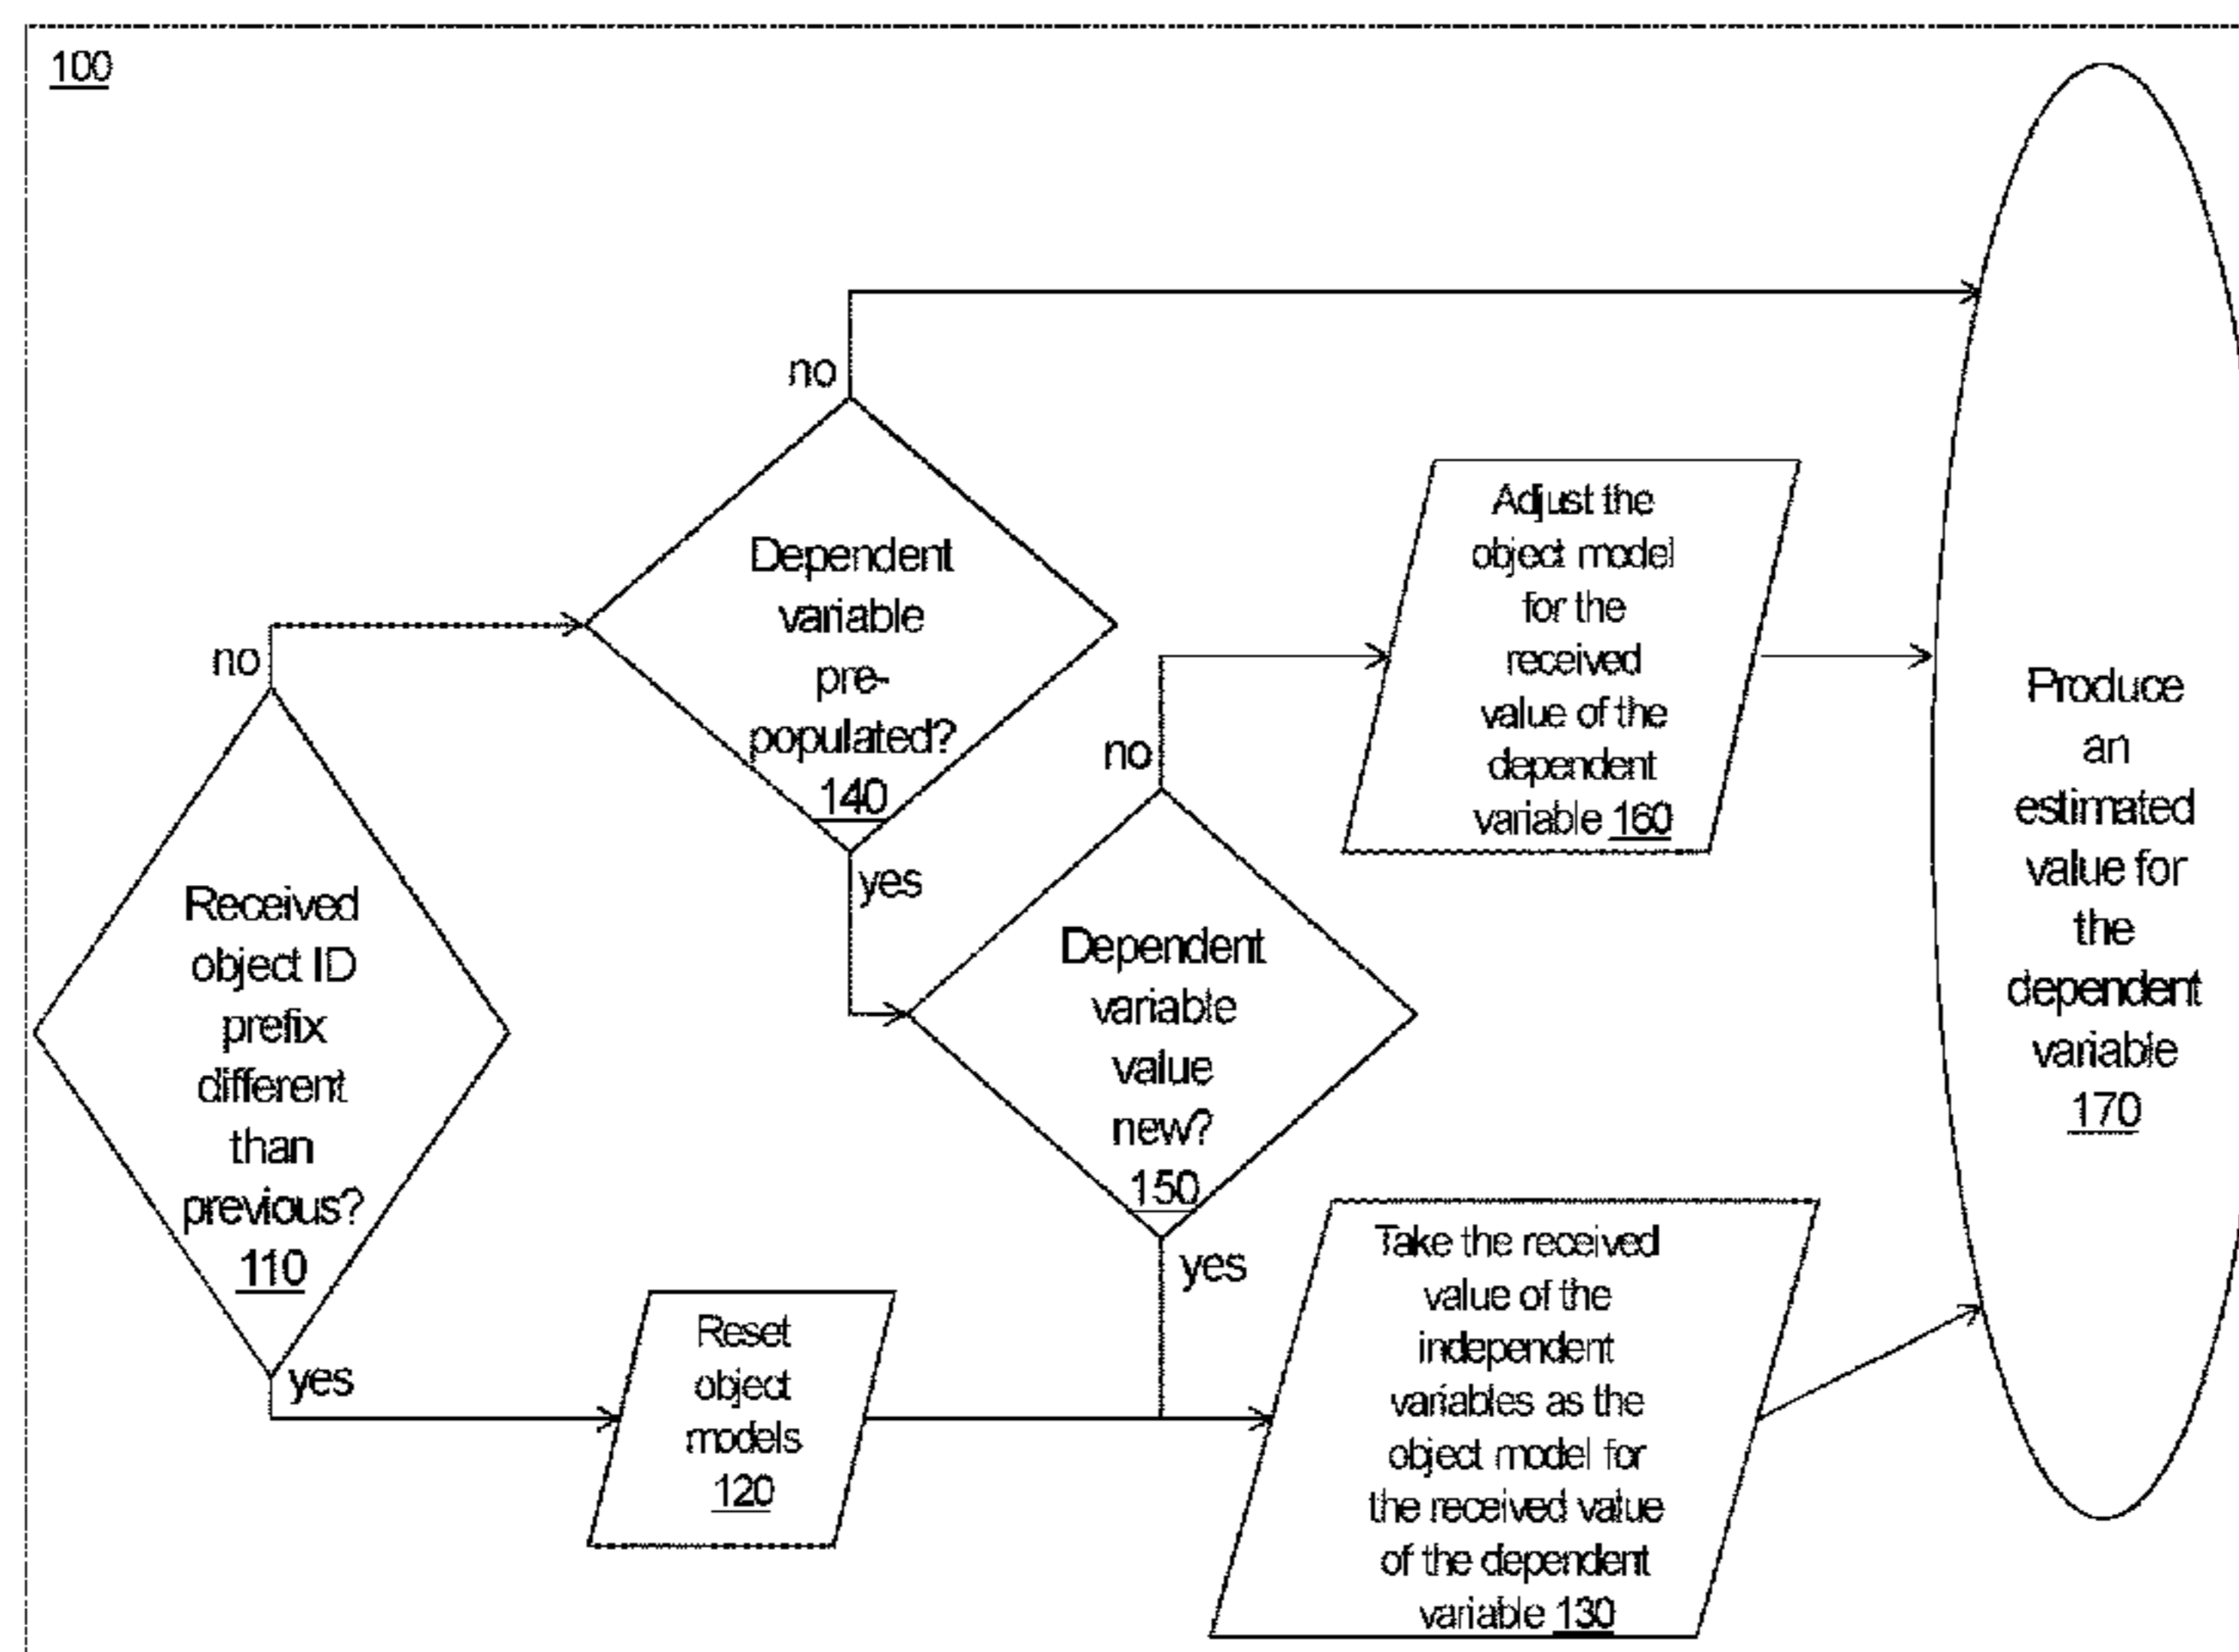 100
no
Dependent
variable
pre-
populated?
140
yes
no
Received
object ID
prefix
different
than
previous?
110
yes
Reset
object
models
120
Dependent
variable
value
new?
150
no
yes
Adjust the
object model
for the
received
value of the
dependent
variable 160
Take the received
value of the
independent
variables as the
object model for
the received value
of the dependent
variable 130
Produce
an
estimated
value for
the
dependent
variable
170